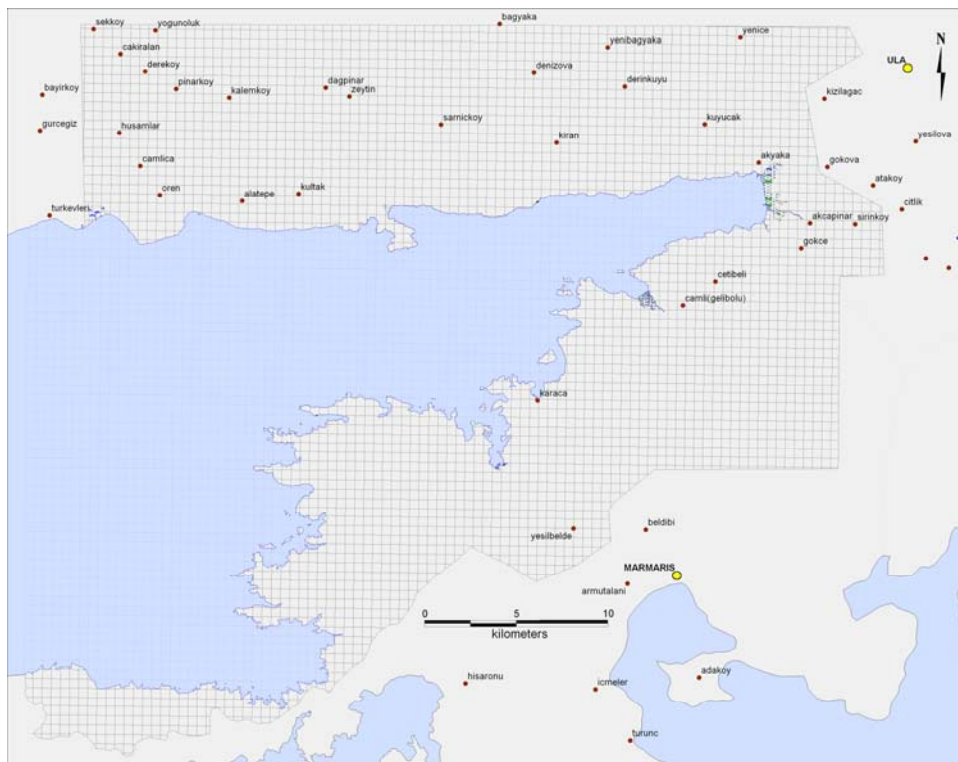 bagyaka
sekkoy
yogunoluk
yenice
N
yenibagyaka
cakiralan
ULA
derekoy
denizova
pinarkoy
dagpinar
derinkuyu
bayirkoy
kalemkoy
zeytin
kizilagac
gurcegiz
husamlar
sarnickoy
kuyucak
kiran
yesilova
camlica
akyaka
gokova
oren
kultak
atakoy
alatepe
turkevleri
citlik
akcapinar
sirinkoy
gokce
cetibeli
camli(gelibolu)
karaca
yesilbelde
beldibi
MARMARIS
armutalani
0 5 10
kilometers
hisaronu
icmeler
adakoy
turunc